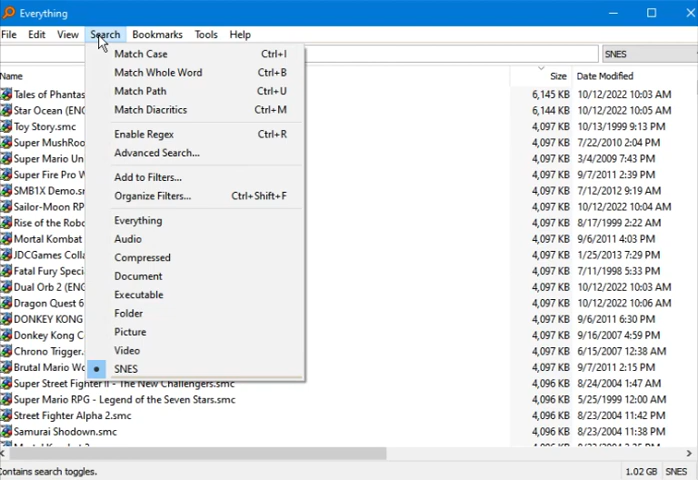 Everything
File Edit View Search Bookmarks Tools Help
SNES
Name Size Date Modified
Match Case Ctrl+I
Match Whole Word Ctrl+B
Match Path Ctrl+U
Match Diacritics Ctrl+M
Enable Regex Ctrl+R
Advanced Search...
Add to Filters...
Organize Filters... Ctrl+Shift+F
Everything
Audio
Compressed
Document
Executable
Folder
Picture
Video
SNES
Tales of Phantas 6,145 KB 10/12/2022 10:03 AM
Star Ocean (ENG 6,144 KB 10/12/2022 10:05 AM
Toy Story.smc 4,097 KB 10/13/1999 9:13 PM
Super MushRoo 4,097 KB 7/22/2010 2:04 PM
Super Mario Un 4,097 KB 3/4/2009 7:43 PM
Super Fire Pro W 4,097 KB 9/7/2011 2:39 PM
SMB1X Demo.sr 4,097 KB 7/12/2012 9:19 AM
Sailor-Moon RP 4,097 KB 10/12/2022 10:04 AM
Rise of the Robo 4,097 KB 8/17/1999 2:22 AM
Mortal Kombat 4,097 KB 9/6/2011 4:03 PM
JDCGames Colla 4,097 KB 1/25/2013 7:29 PM
Fatal Fury Speci 4,097 KB 7/11/1998 5:33 PM
Dual Orb 2 (ENG 4,097 KB 10/12/2022 10:05 AM
Dragon Quest 6 4,097 KB 10/12/2022 10:06 AM
DONKEY KONG 4,097 KB 9/6/2011 6:30 PM
Donkey Kong C 4,097 KB 9/16/2007 4:59 PM
Chrono Trigger. 4,097 KB 6/15/2007 12:38 AM
Brutal Mario Wo 4,097 KB 9/7/2011 2:15 PM
Super Street Fighter II - The New Challengers.smc 4,096 KB 8/24/2004 1:47 AM
Super Mario RPG - Legend of the Seven Stars.smc 4,096 KB 5/25/1999 12:00 AM
Street Fighter Alpha 2.smc 4,096 KB 8/23/2004 11:42 PM
Samurai Shodown.smc 4,096 KB 8/23/2004 11:38 PM
Contains search toggles. 1.02 GB SNES